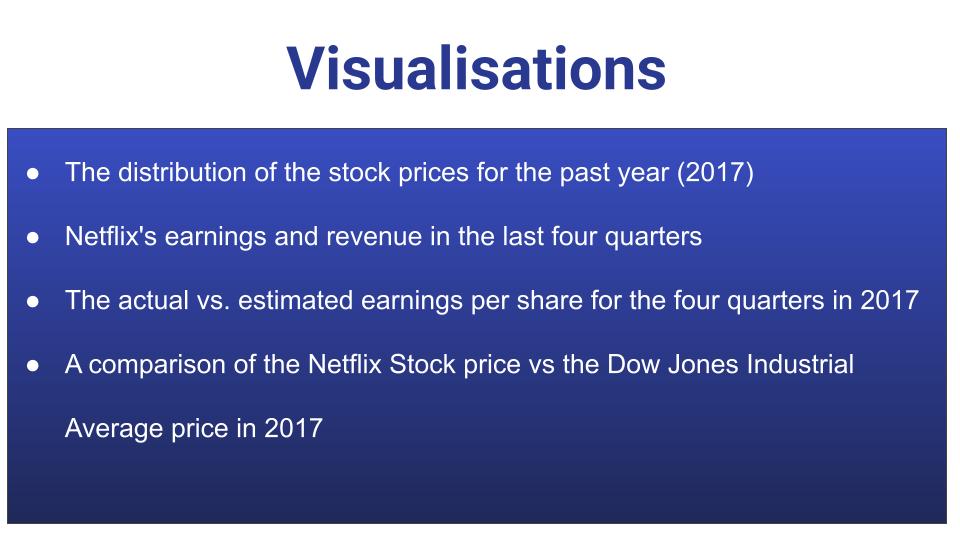 Visualisations
● The distribution of the stock prices for the past year (2017)
● Netflix's earnings and revenue in the last four quarters
● The actual vs. estimated earnings per share for the four quarters in 2017
● A comparison of the Netflix Stock price vs the Dow Jones Industrial
Average price in 2017